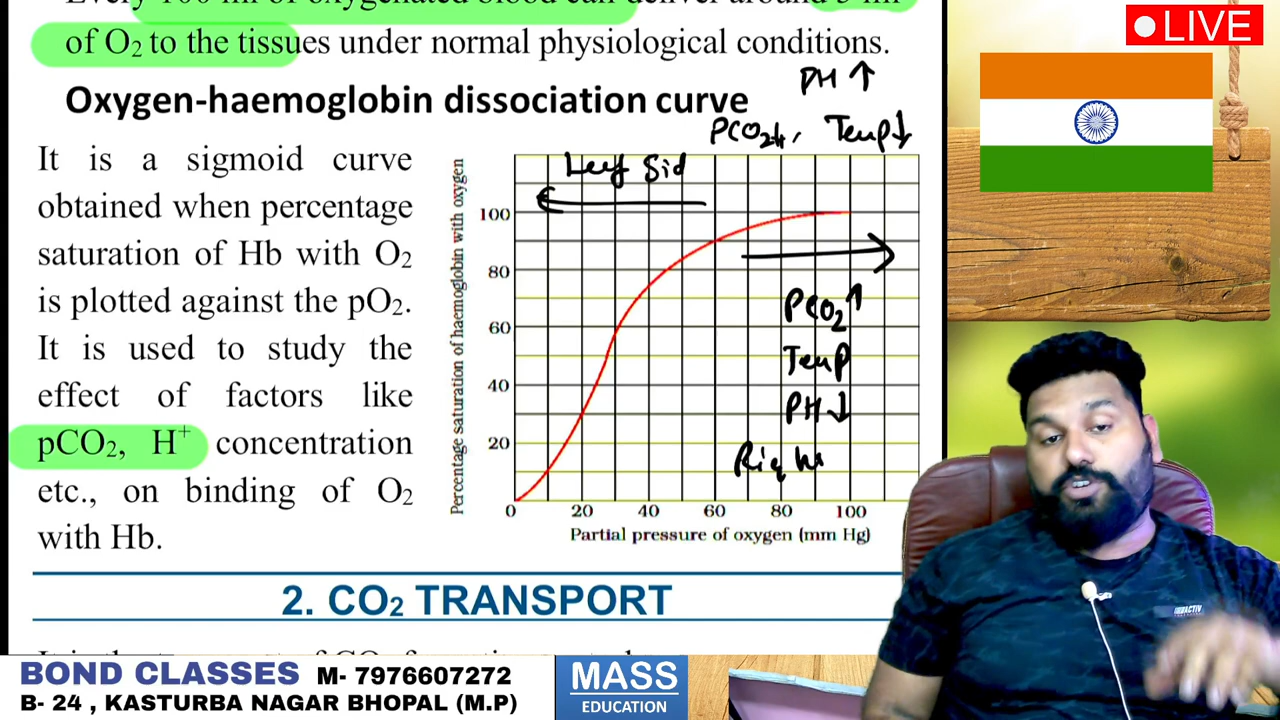 of O₂ to the tissues under normal physiological conditions.
Oxygen-haemoglobin dissociation curve
PH ↑
PCO₂↓, Temp↓
It is a sigmoid curve
obtained when percentage
saturation of Hb with O₂
is plotted against the pO₂.
It is used to study the
effect of factors like
pCO₂, H⁺ concentration
etc., on binding of O₂
with Hb.
Percentage saturation of haemoglobin with oxygen
100
80
60
40
20
0 20 40 60 80 100
Partial pressure of oxygen (mm Hg)
Sid
PCO₂↑
Temp
PH↓
2. CO₂ TRANSPORT
LIVE
BOND CLASSES M- 7976607272
B- 24 , KASTURBA NAGAR BHOPAL (M.P)
MASS
EDUCATION